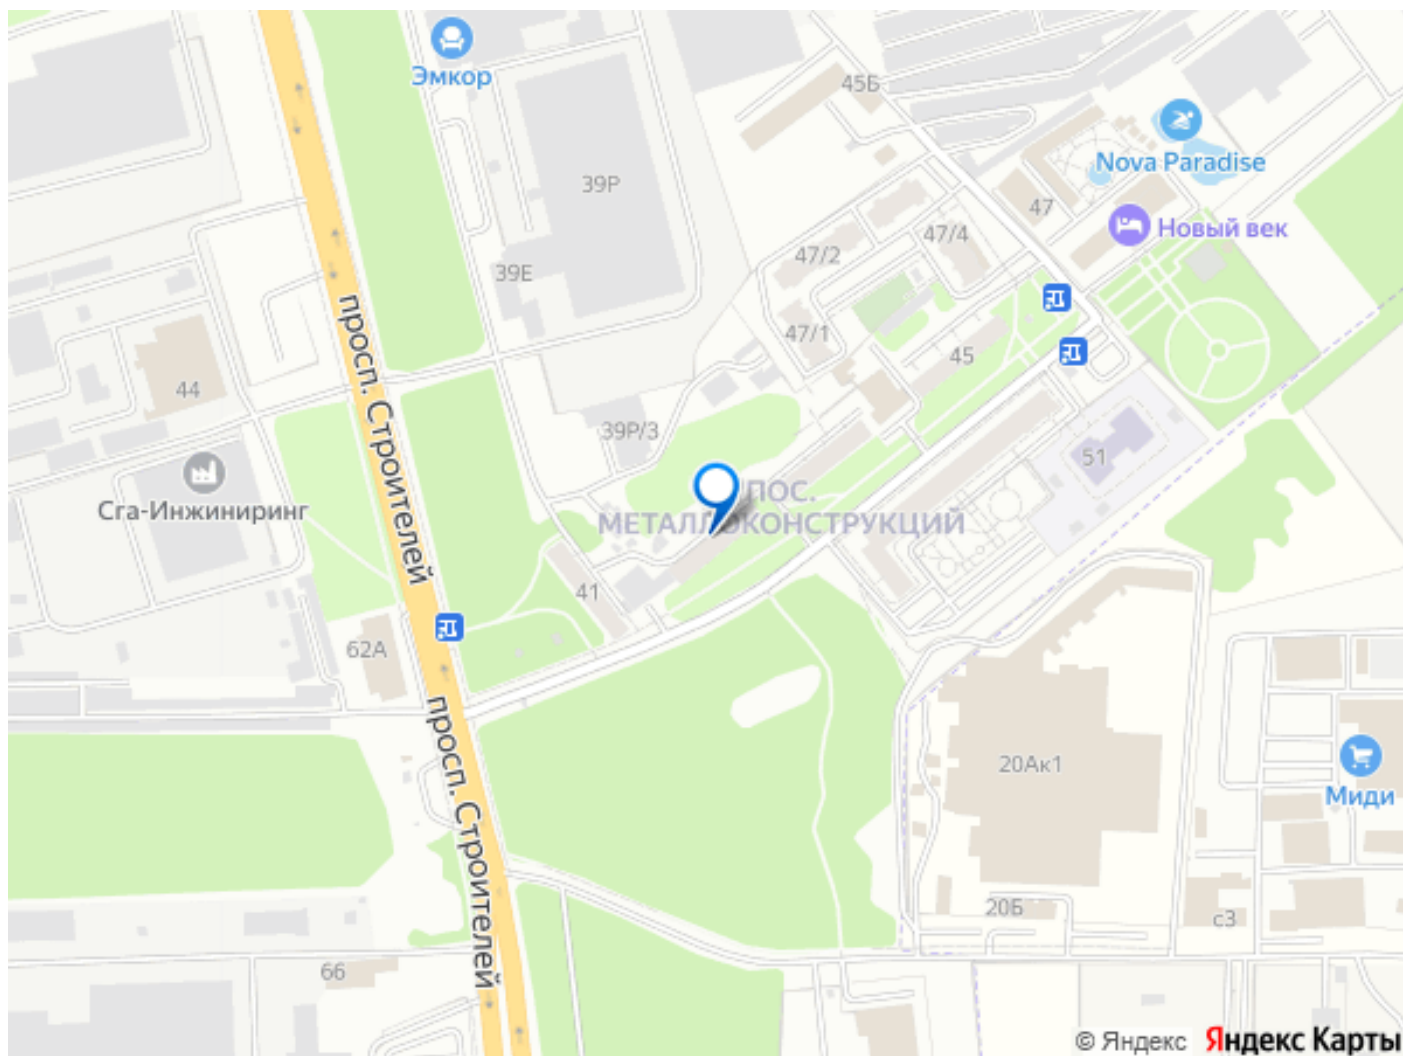 Эмкор
45Б
Nova Paradise
39Р
47
Новый век
47/4
47/2
39Е
47/1
45
просп. Строителей
44
39Р/3
51
Сга-Инжиниринг
ПОС.
МЕТАЛЛОКОНСТРУКЦИЙ
41
62А
просп. Строителей
20Ак1
Миди
20Б
с3
66
© Яндекс Яндекс Карты